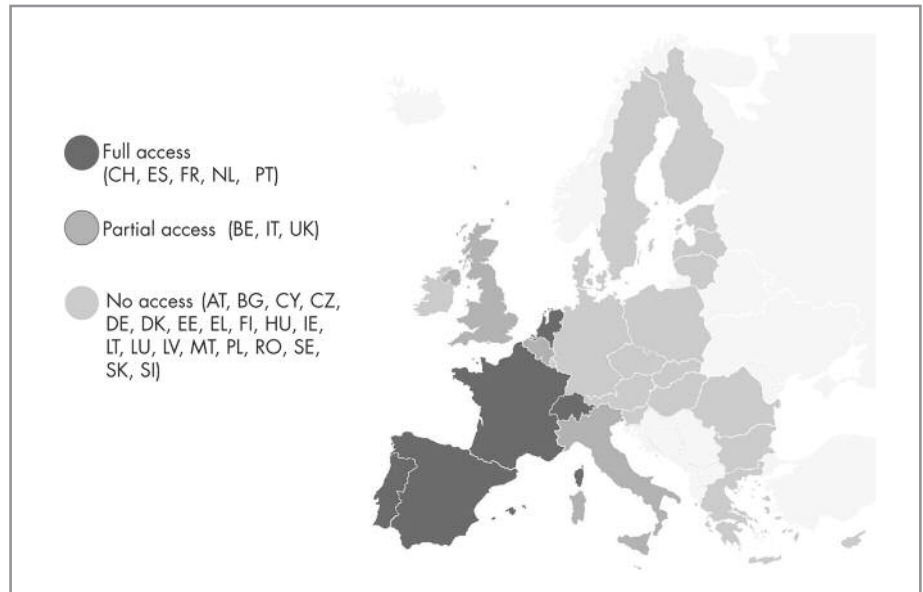 Full access
(CH, ES, FR, NL, PT)
Partial access (BE, IT, UK)
No access (AT, BG, CY, CZ,
DE, DK, EE, EL, FI, HU, IE,
LT, LU, LV, MT, PL, RO, SE,
SK, SI)